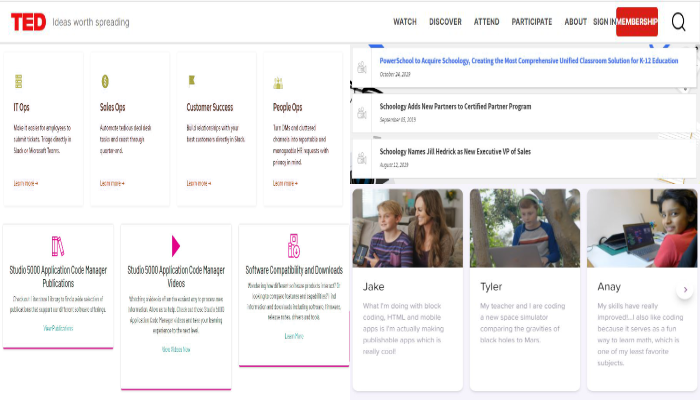 TED Ideas worth spreading
WATCH DISCOVER ATTEND PARTICIPATE ABOUT SIGN IN MEMBERSHIP
IT Ops
Make it easier for employees to
submit tickets. Triage directly in
Slack or Microsoft Teams.
Learn more →
Sales Ops
Automate tedious deal desk
tasks and coast through
quarter-end.
Learn more →
Customer Success
Build relationships with your
best customers directly in Slack.
Learn more →
People Ops
Turn DMs and cluttered
channels into reportable and
manageable HR requests with
privacy in mind.
Learn more →
PowerSchool to Acquire Schoology, Creating the Most Comprehensive Unified Classroom Solution for K-12 Education
October 24, 2019
Schoology Adds New Partners to Certified Partner Program
September 05, 2019
Schoology Names Jill Hedrick as New Executive VP of Sales
August 12, 2019
Studio 5000 Application Code Manager
Publications
Check out Literature Library to find a wide selection of
publications that support our different software offerings.
View Publications
Studio 5000 Application Code Manager
Videos
Watching a video is often the easiest way to process new
information. Allow us to help. Check out these Studio 5000
Application Code Manager videos and take your learning
experience to the next level.
View Videos Now
Software Compatibility and Downloads
Wondering how different software products interact? Or
looking to compare features and capabilities? Find
information and downloads including software, firmware,
release notes, drivers and tools.
Learn More
Jake
What I'm doing with block
coding, HTML and mobile
apps is I'm actually making
publishable apps which is
really cool!
Tyler
My teacher and I are coding
a new space simulator
comparing the gravities of
black holes to Mars.
Anay
My skills have really
improved!...I also like coding
because it serves as a fun
way to learn math, which is
one of my least favorite
subjects.